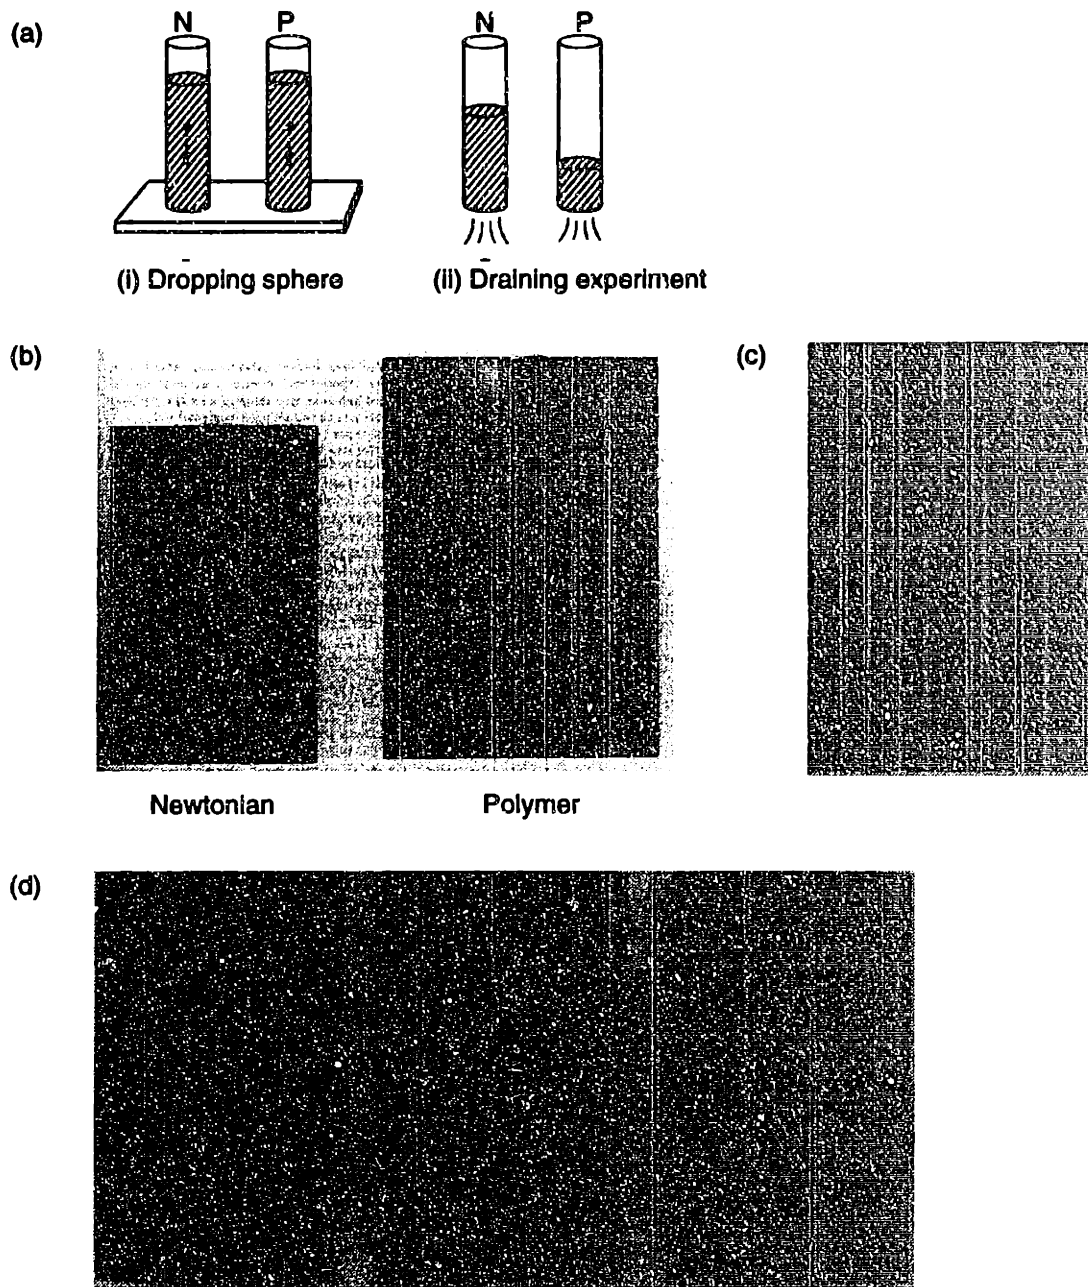 (a)
N P N P
(i) Dropping sphere (ii) Draining experiment
(b) (c)
Newtonian Polymer
(d)